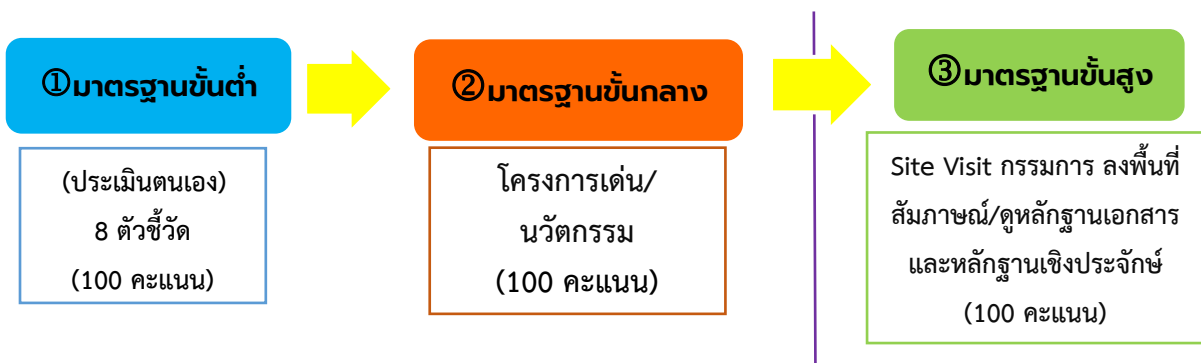 ①มาตรฐานขั้นต่ำ
(ประเมินตนเอง)
8 ตัวชี้วัด
(100 คะแนน)
②มาตรฐานขั้นกลาง
โครงการเด่น/
นวัตกรรม
(100 คะแนน)
③มาตรฐานขั้นสูง
Site Visit กรรมการ ลงพื้นที่
สัมภาษณ์/ดูหลักฐานเอกสาร
และหลักฐานเชิงประจักษ์
(100 คะแนน)